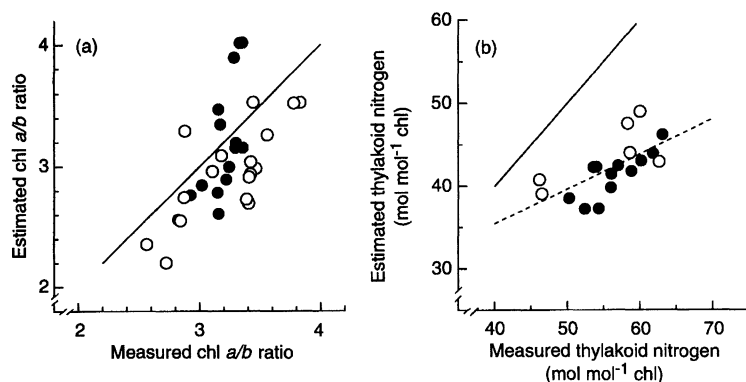 (a)
Estimated chl a/b ratio
4
3
2
2
3
4
Measured chl a/b ratio
(b)
Estimated thylakoid nitrogen
(mol mol⁻¹ chl)
60
50
40
30
40
50
60
70
Measured thylakoid nitrogen
(mol mol⁻¹ chl)